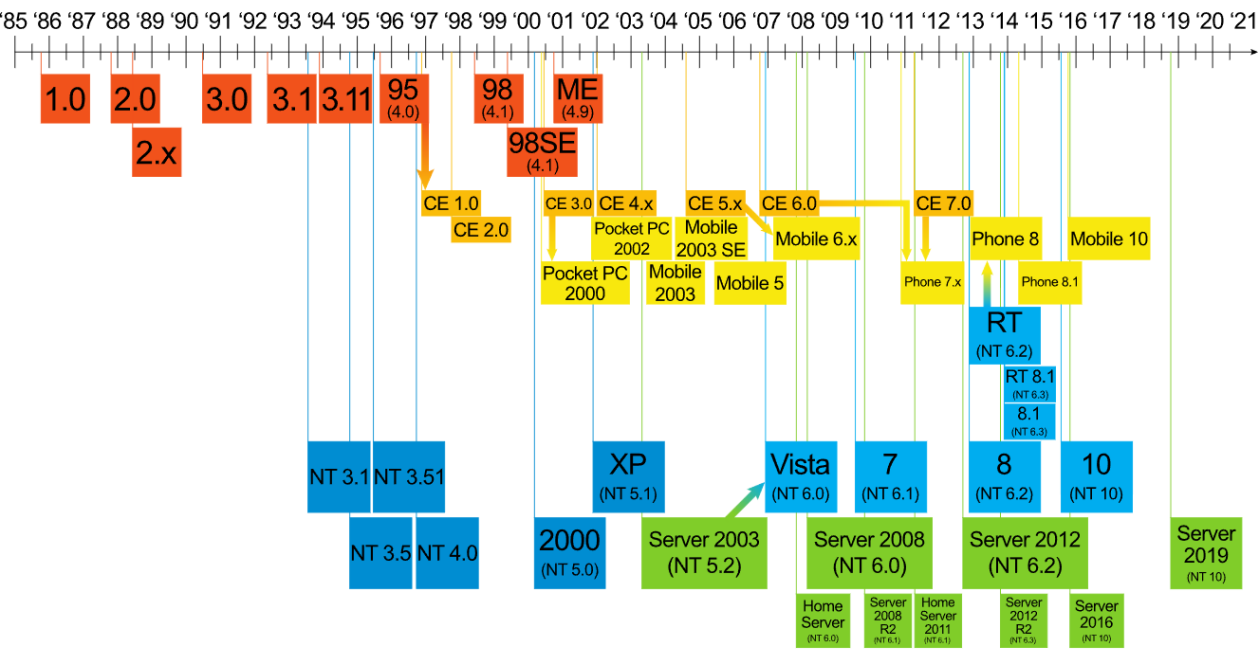 '85 '86 '87 '88 '89 '90 '91 '92 '93 '94 '95 '96 '97 '98 '99 '00 '01 '02 '03 '04 '05 '06 '07 '08 '09 '10 '11 '12 '13 '14 '15 '16 '17 '18 '19 '20 '21
1.0
2.0
3.0
3.1
3.11
95
(4.0)
98
(4.1)
ME
(4.9)
2.x
98SE
(4.1)
CE 1.0
CE 3.0
CE 4.x
CE 5.x
CE 6.0
CE 7.0
CE 2.0
Pocket PC
2002
Mobile
2003 SE
Mobile 6.x
Phone 8
Mobile 10
Pocket PC
2000
Mobile
2003
Mobile 5
Phone 7.x
Phone 8.1
RT
(NT 6.2)
RT 8.1
(NT 6.3)
8.1
(NT 6.3)
NT 3.1
NT 3.51
XP
(NT 5.1)
Vista
(NT 6.0)
7
(NT 6.1)
8
(NT 6.2)
10
(NT 10)
NT 3.5
NT 4.0
2000
(NT 5.0)
Server 2003
(NT 5.2)
Server 2008
(NT 6.0)
Server 2012
(NT 6.2)
Server
2019
(NT 10)
Home
Server
(NT 6.0)
Server
2008
R2
(NT 6.1)
Home
Server
2011
(NT 6.1)
Server
2012
R2
(NT 6.3)
Server
2016
(NT 10)